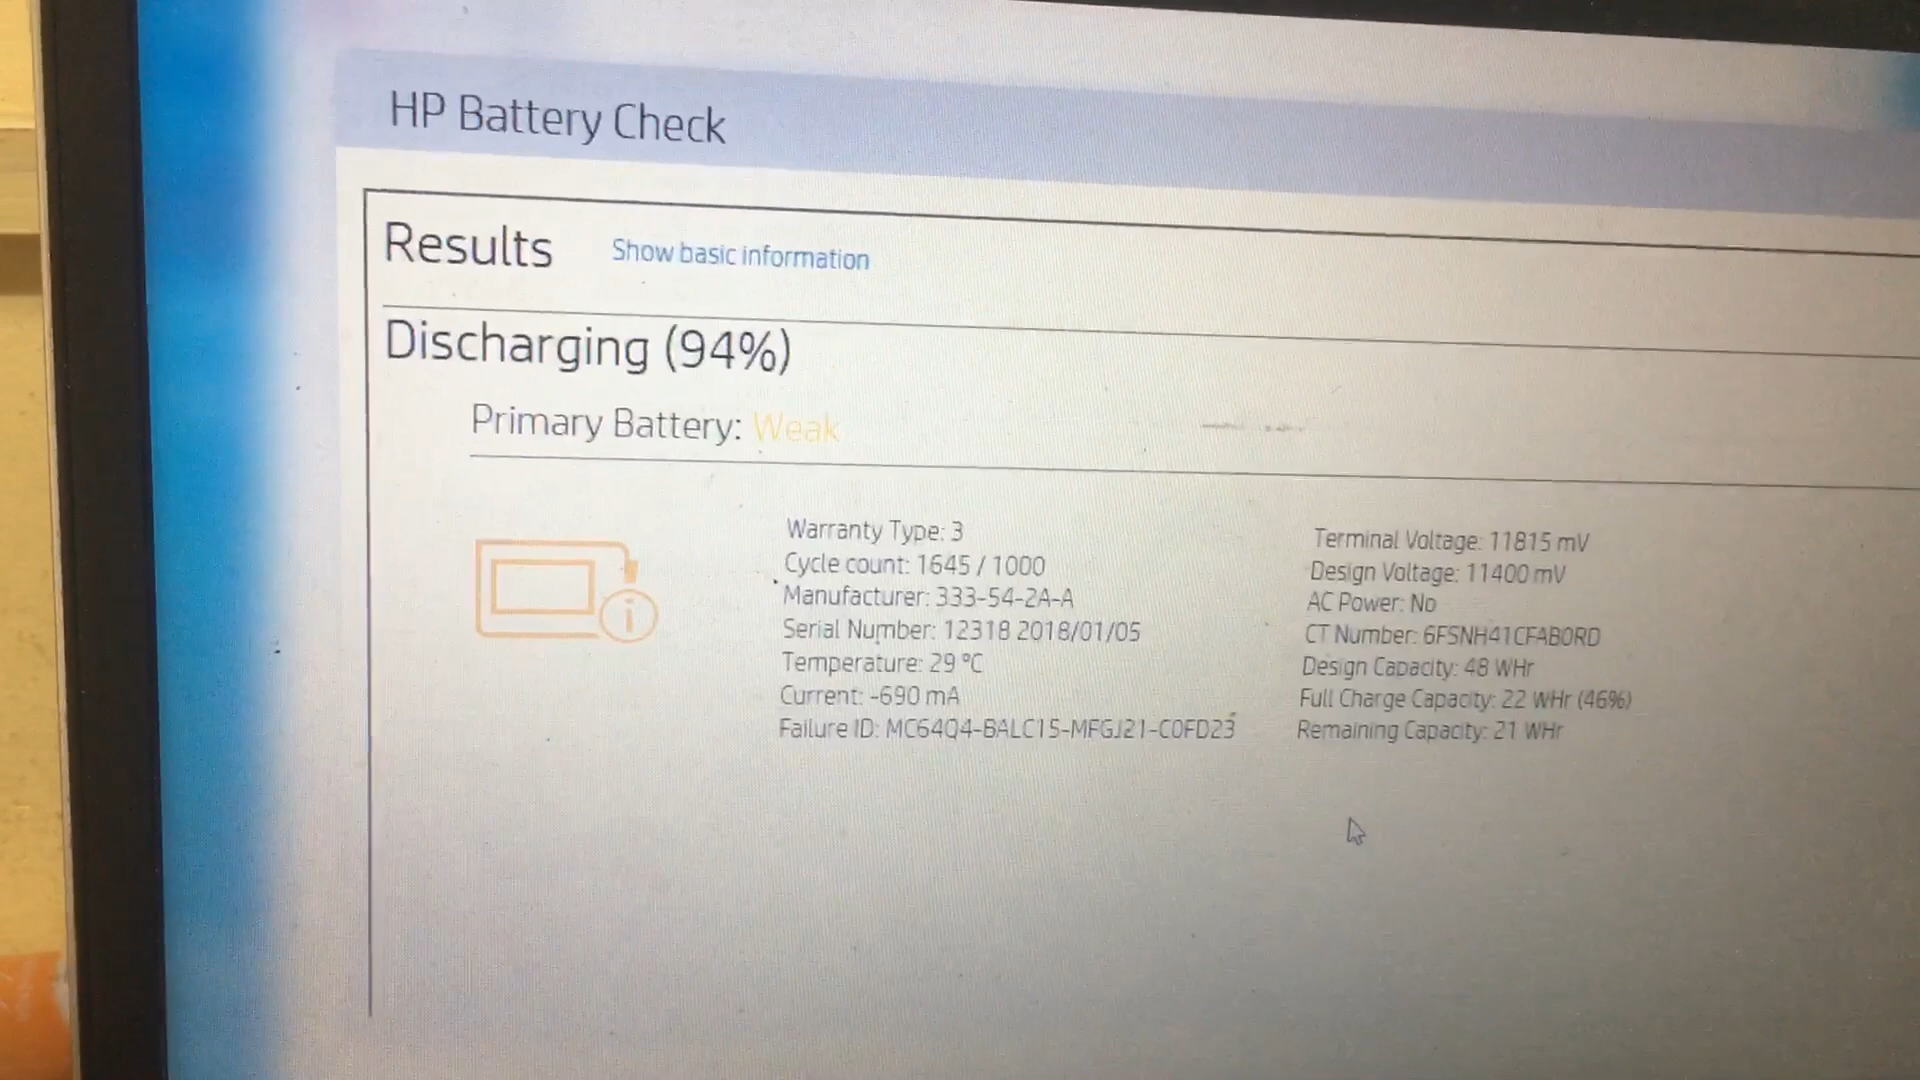 HP Battery Check
Results Show basic information
Discharging (94%)
Primary Battery: Weak
Warranty Type: 3
Cycle count: 1645 / 1000
Manufacturer: 333-54-2A-A
Serial Number: 12318 2018/01/05
Temperature: 29 °C
Current: -690 mA
Failure ID: MC64Q4-BALC15-MFGJ21-C0FD23
Terminal Voltage: 11815 mV
Design Voltage: 11400 mV
AC Power: No
CT Number: 6FSNH41CFAB0RD
Design Capacity: 48 WHr
Full Charge Capacity: 22 WHr (46%)
Remaining Capacity: 21 WHr